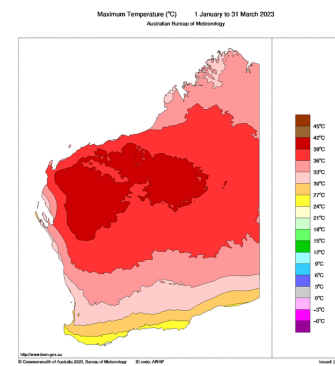 Maximum Temperature (°C) 1 January to 31 March 2023
Australian Bureau of Meteorology
45°C
42°C
39°C
36°C
33°C
30°C
27°C
24°C
21°C
18°C
15°C
12°C
9°C
6°C
3°C
0°C
-3°C
-6°C
http://www.bom.gov.au
© Commonwealth of Australia 2023, Bureau of Meteorology ID code: AWAP
Issued: